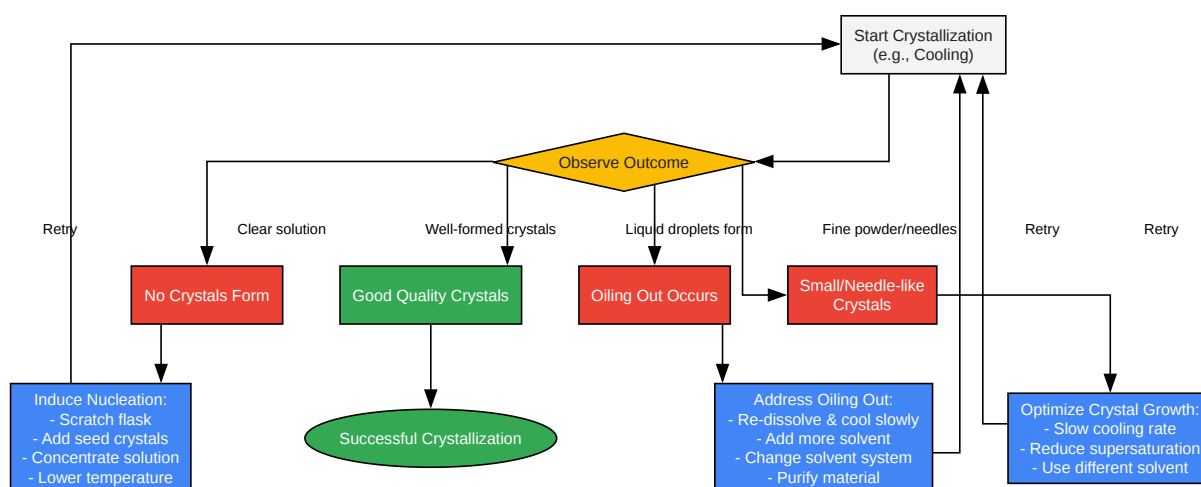 Start Crystallization
(e.g., Cooling)
Observe Outcome
Retry
Clear solution
Well-formed crystals
Liquid droplets form
Fine powder/needles
Retry
Retry
No Crystals Form
Good Quality Crystals
Oiling Out Occurs
Small/Needle-like
Crystals
Induce Nucleation:
- Scratch flask
- Add seed crystals
- Concentrate solution
- Lower temperature
Successful Crystallization
Address Oiling Out:
- Re-dissolve & cool slowly
- Add more solvent
- Change solvent system
- Purify material
Optimize Crystal Growth:
- Slow cooling rate
- Reduce supersaturation
- Use different solvent